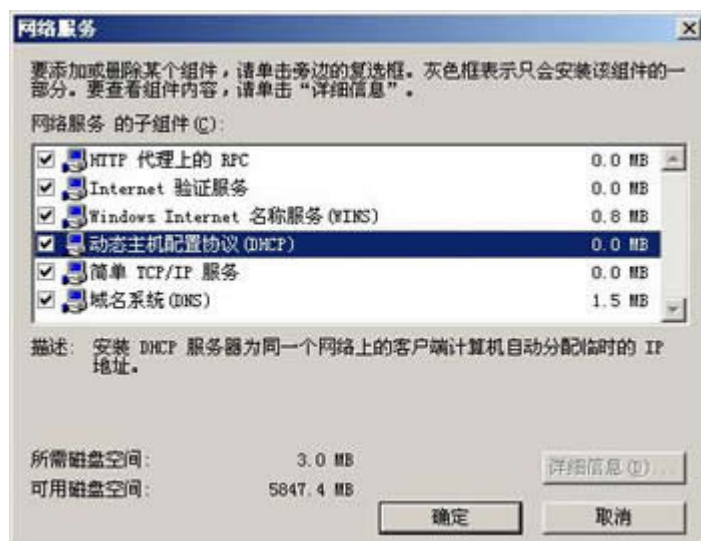 网络服务
要添加或删除某个组件，请单击旁边的复选框。灰色框表示只会安装该组件的一
部分。要查看组件内容，请单击“详细信息”。
网络服务 的子组件(C):
HTTP 代理上的 RPC 0.0 MB
Internet 验证服务 0.0 MB
Windows Internet 名称服务(WINS) 0.8 MB
动态主机配置协议(DHCP) 0.0 MB
简单 TCP/IP 服务 0.0 MB
域名系统(DNS) 1.5 MB
描述: 安装 DHCP 服务器为同一个网络上的客户端计算机自动分配临时的 IP
地址。
所需磁盘空间: 3.0 MB
详细信息(D)...
可用磁盘空间: 5847.4 MB
确定 取消